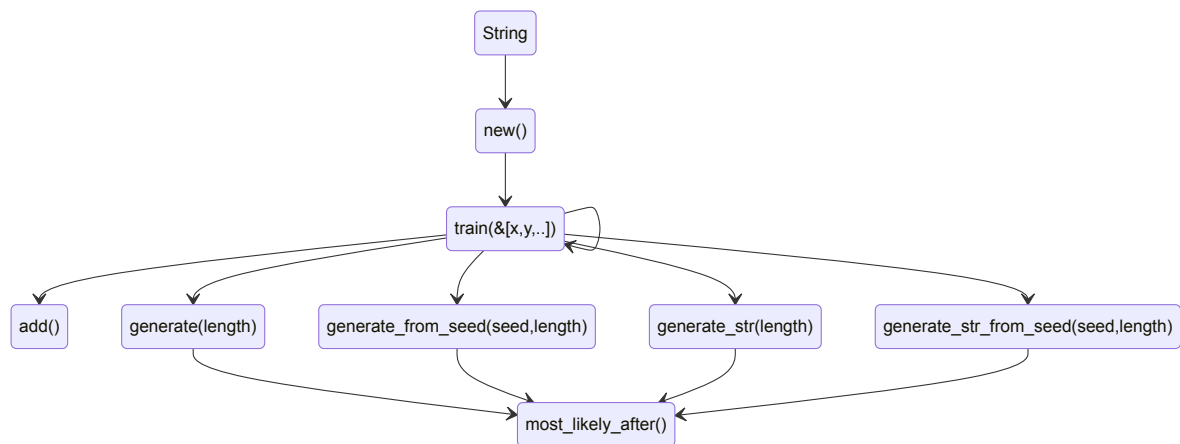 String
new()
train(&[x,y,..])
add()
generate(length)
generate_from_seed(seed,length)
generate_str(length)
generate_str_from_seed(seed,length)
most_likely_after()